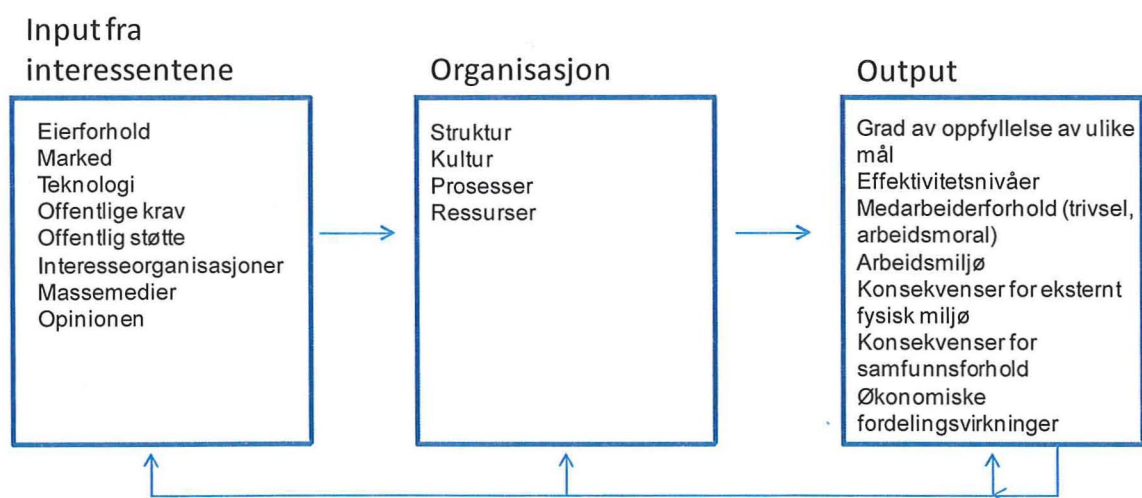 Input fra
interessentene
Eierforhold
Marked
Teknologi
Offentlige krav
Offentlig støtte
Interesseorganisasjoner
Massemedier
Opinionen
Organisasjon
Struktur
Kultur
Prosesser
Ressurser
Output
Grad av oppfyllelse av ulike
mål
Effektivitetsnivåer
Medarbeiderforhold (trivsel,
arbeidsmoral)
Arbeidsmiljø
Konsekvenser for eksternt
fysisk miljø
Konsekvenser for
samfunnsforhold
Økonomiske
fordelingsvirkninger